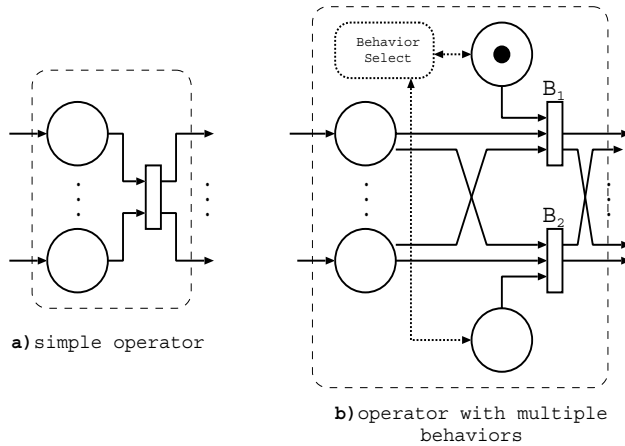 Behavior
Select
B1
B2
a)simple operator
b)operator with multiple
behaviors